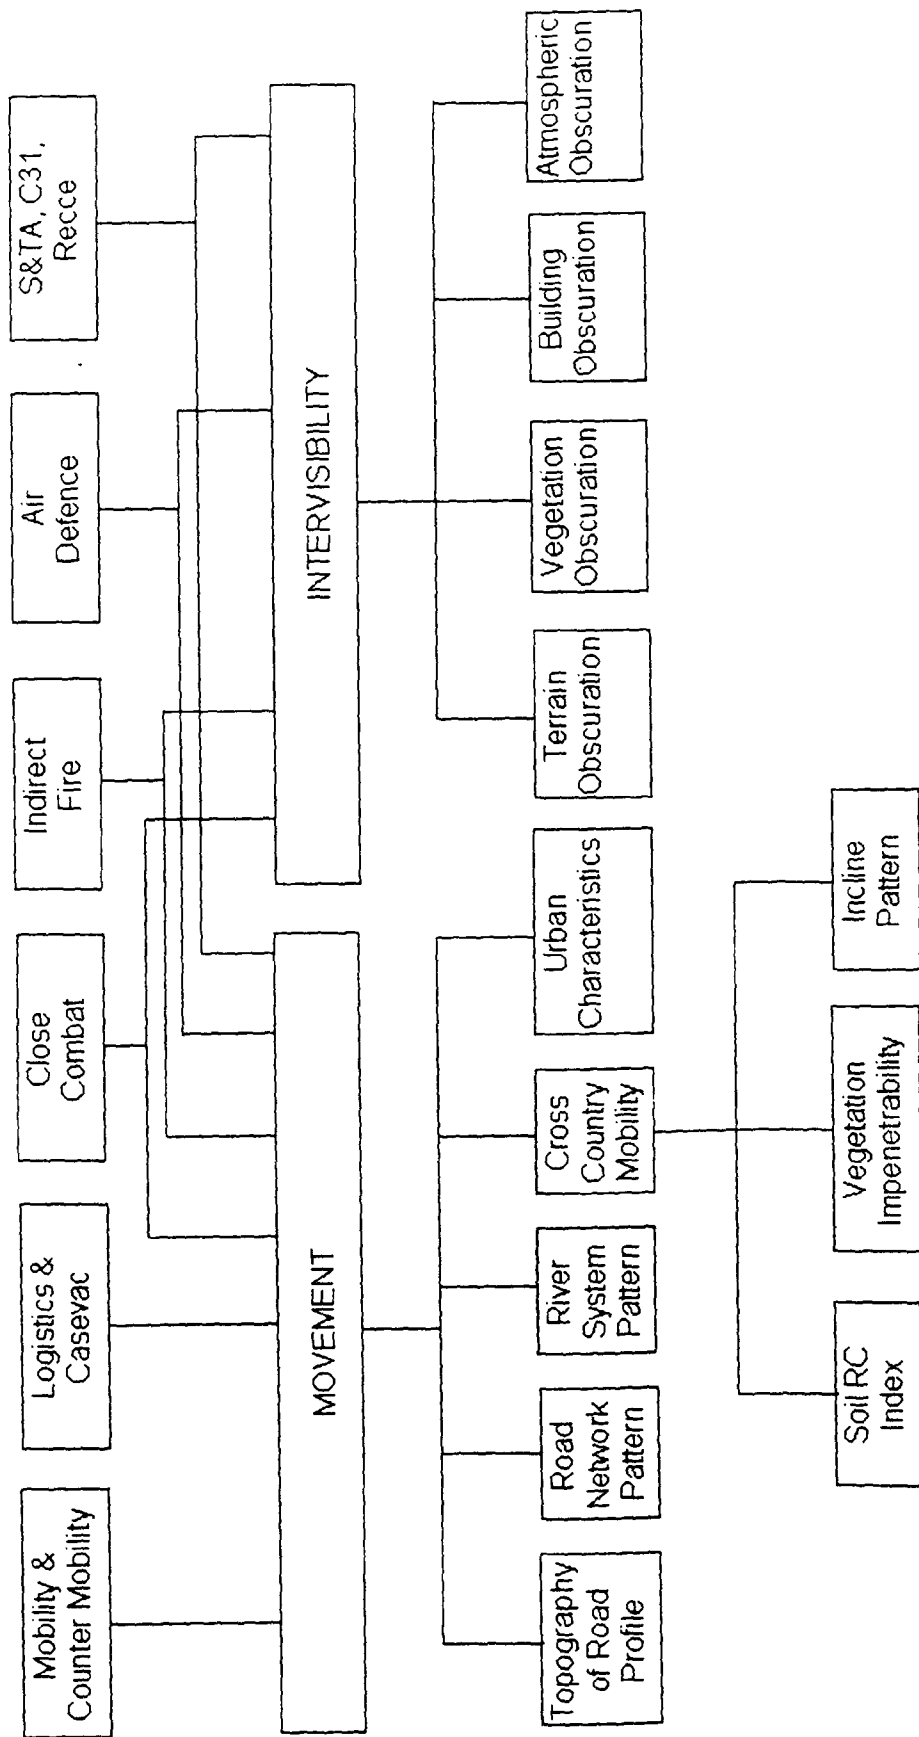 Mobility &
Counter Mobility
Logistics &
Casevac
Close
Combat
Indirect
Fire
Air
Defence
S&TA, C31,
Recce
MOVEMENT
INTERVISIBILITY
Topography
of Road
Profile
Road
Network
Pattern
River
System
Pattern
Cross
Country
Mobility
Urban
Characteristics
Terrain
Obscuration
Vegetation
Obscuration
Building
Obscuration
Atmospheric
Obscuration
Soil RC
Index
Vegetation
Impenetrability
Incline
Pattern